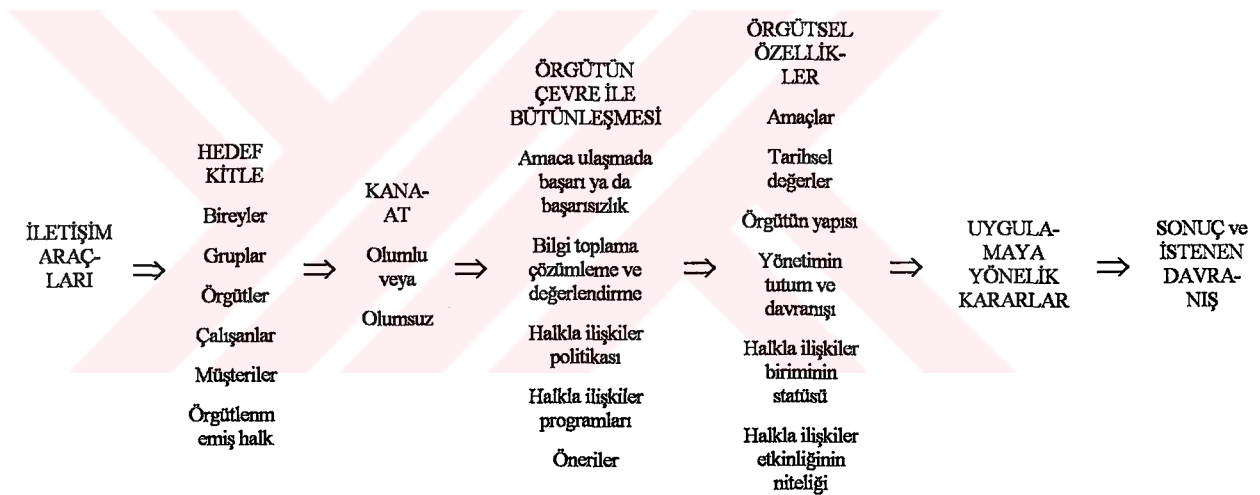 İLETİŞİM
ARAÇ-
LARI
⇒
HEDEF
KİTLE
Bireyler
Gruplar
Örgütler
Çalışanlar
Müşteriler
Örgütlenm
emiş halk
⇒
KANA-
AT
Olumlu
veya
Olumsuz
⇒
ÖRGÜTÜN
ÇEVRE İLE
BÜTÜNLEŞMESİ
Amaca ulaşmada
başarı ya da
başarısızlık
Bilgi toplama
çözümleme ve
değerlendirme
Halkla ilişkiler
politikası
Halkla ilişkiler
programları
Öneriler
⇒
ÖRGÜTSEL
ÖZELLİK-
LER
Amaçlar
Tarihsel
değerler
Örgütün yapısı
Yönetimin
tutum ve
davranışı
Halkla ilişkiler
biriminin
statüsü
Halkla ilişkiler
etkinliğinin
niteliği
⇒
UYGULA-
MAYA
YÖNELİK
KARARLAR
⇒
SONUÇ ve
İSTENEN
DAVRA-
NIŞ